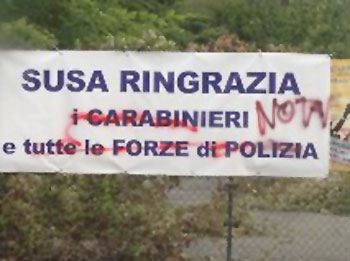 SUSA RINGRAZIA
i CARABINIERI NOTAV
e tutte le FORZE di POLIZIA